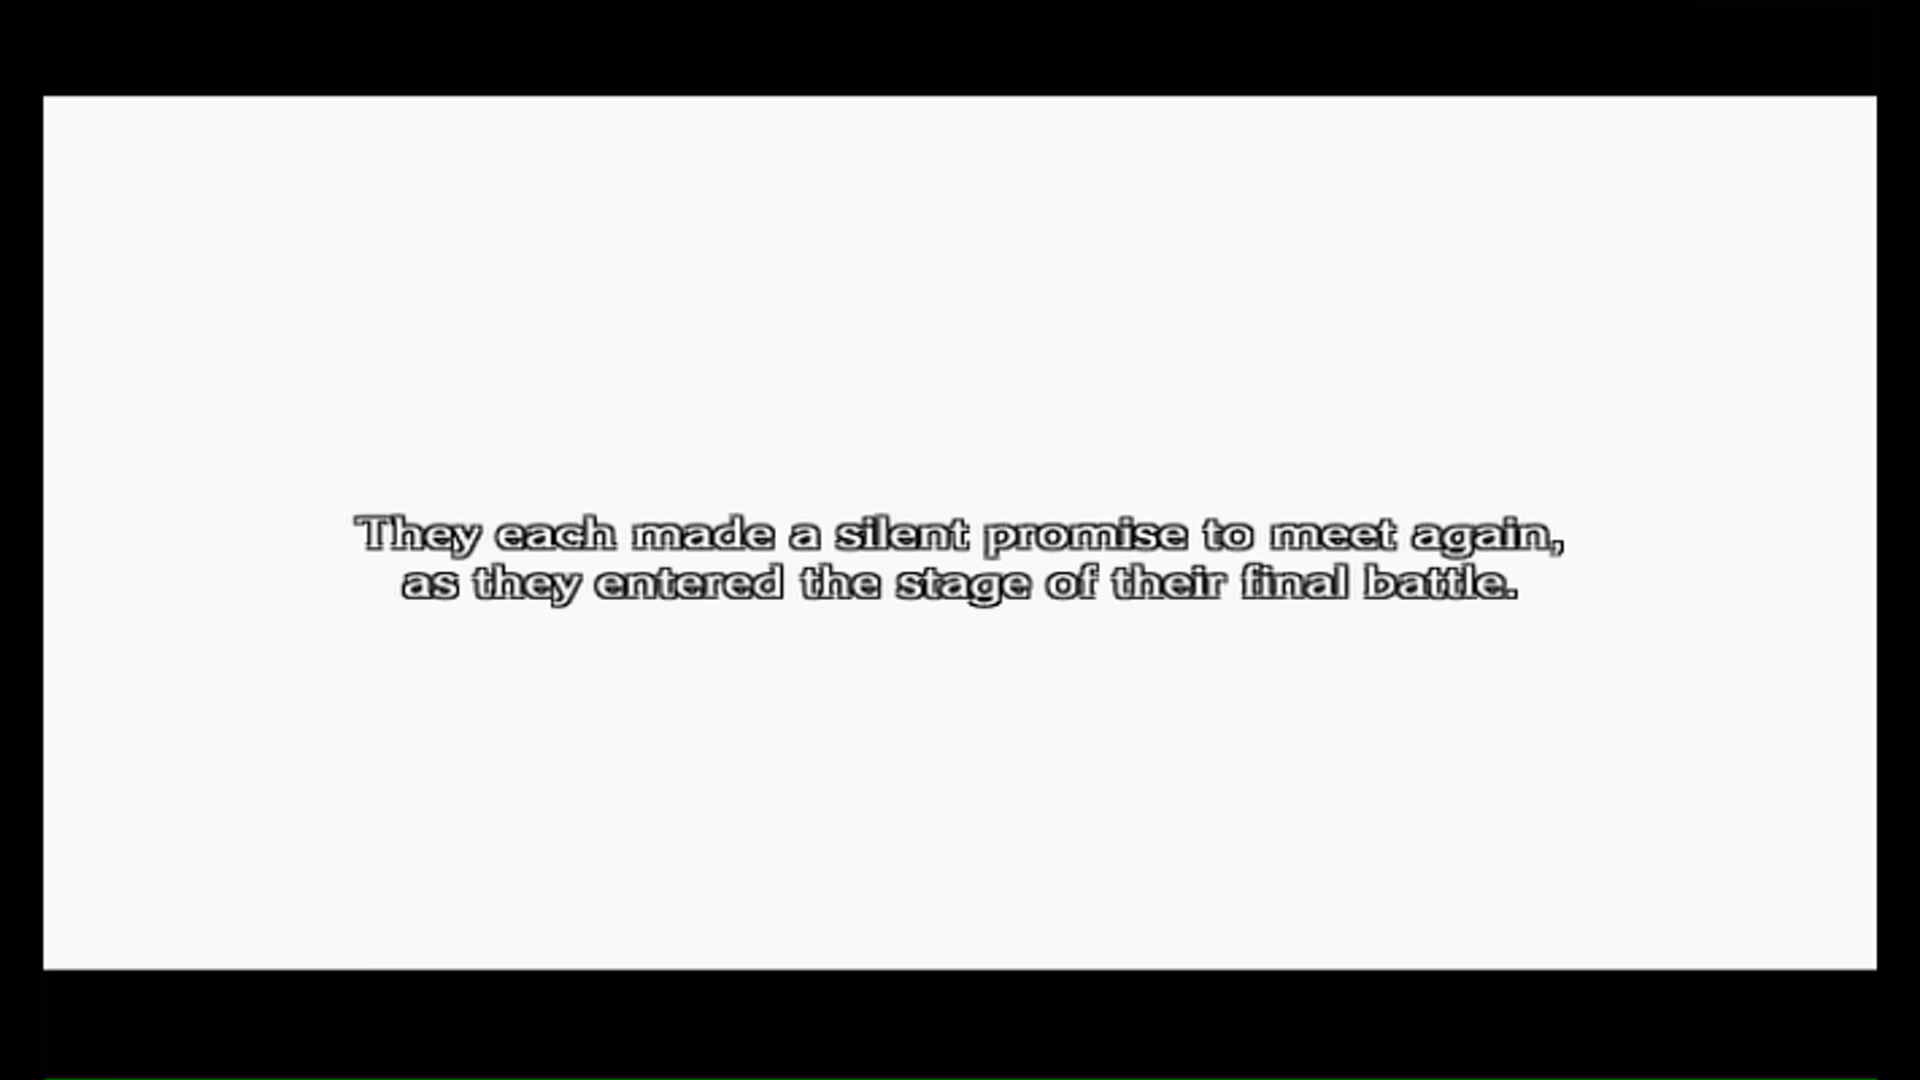 They each made a silent promise to meet again,
as they entered the stage of their final battle.